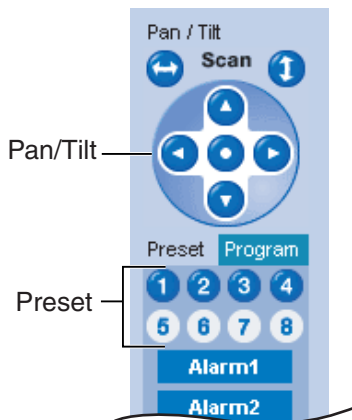 Pan / Tilt
Scan
Pan/Tilt
Preset Program
1 2 3 4
Preset
5 6 7 8
Alarm1
Alarm2